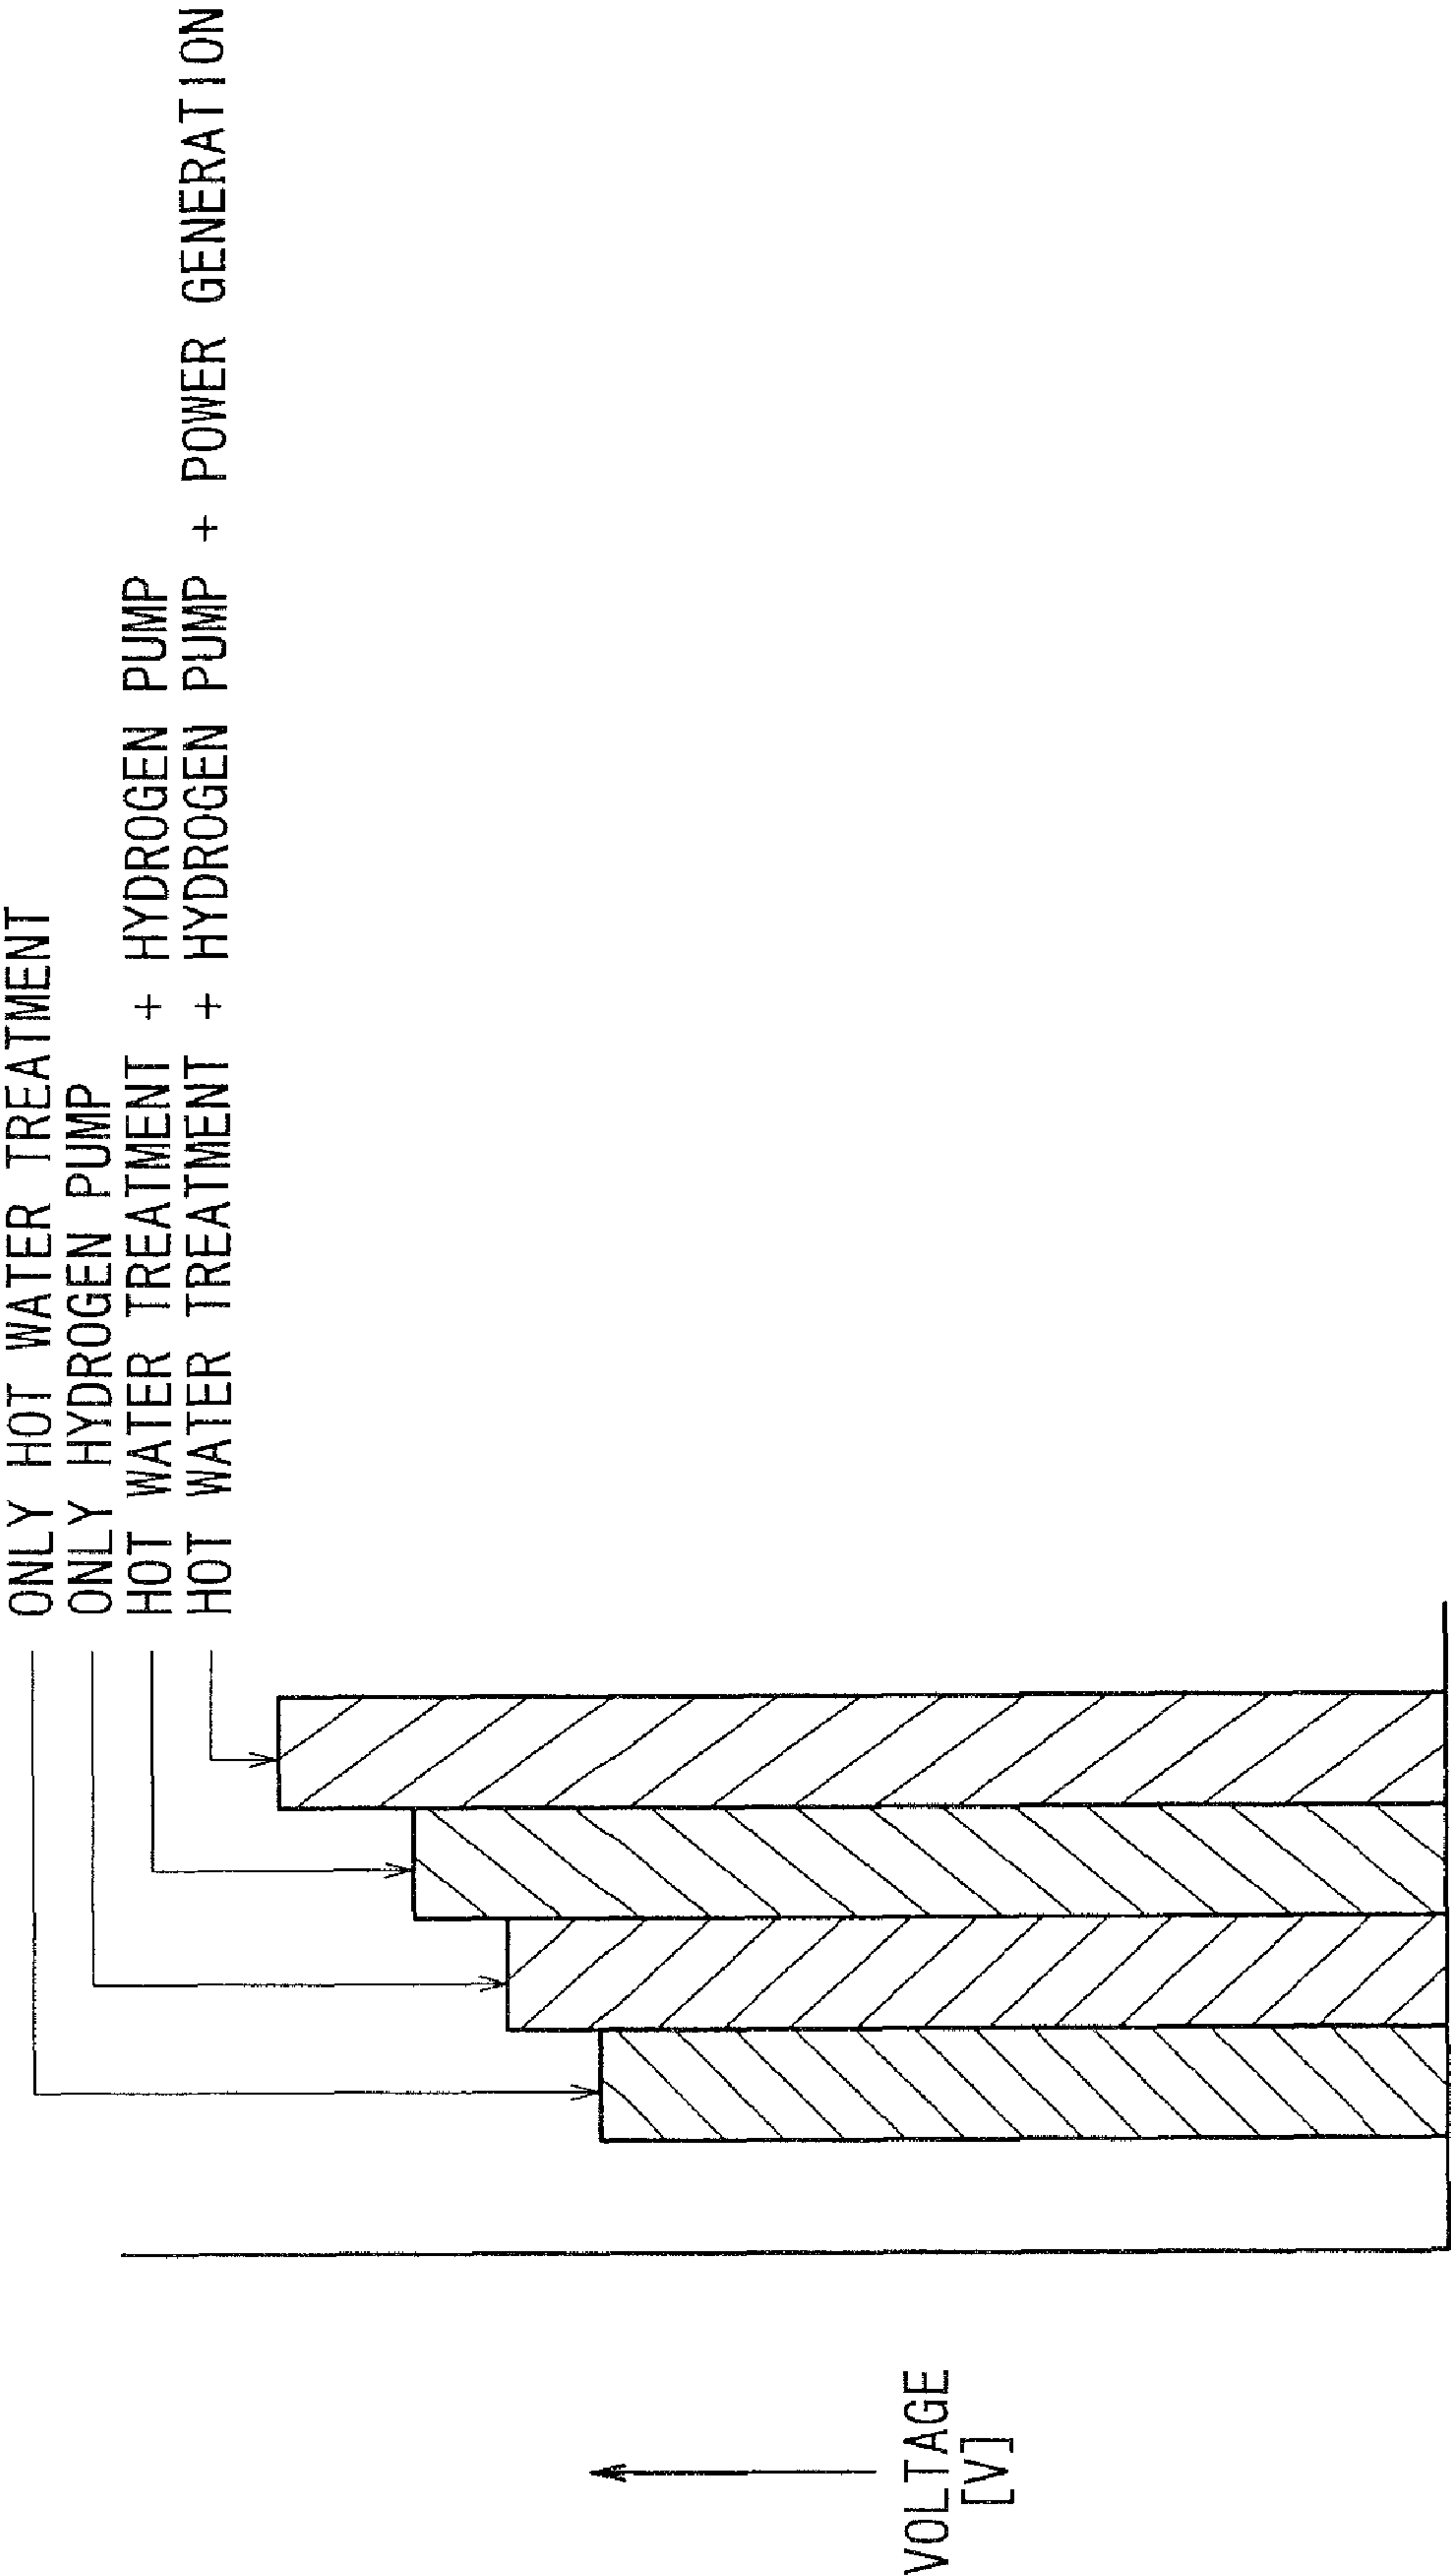 ONLY HOT WATER TREATMENT
ONLY HYDROGEN PUMP
HOT WATER TREATMENT + HYDROGEN PUMP
HOT WATER TREATMENT + HYDROGEN PUMP + POWER GENERATION
VOLTAGE
[V]